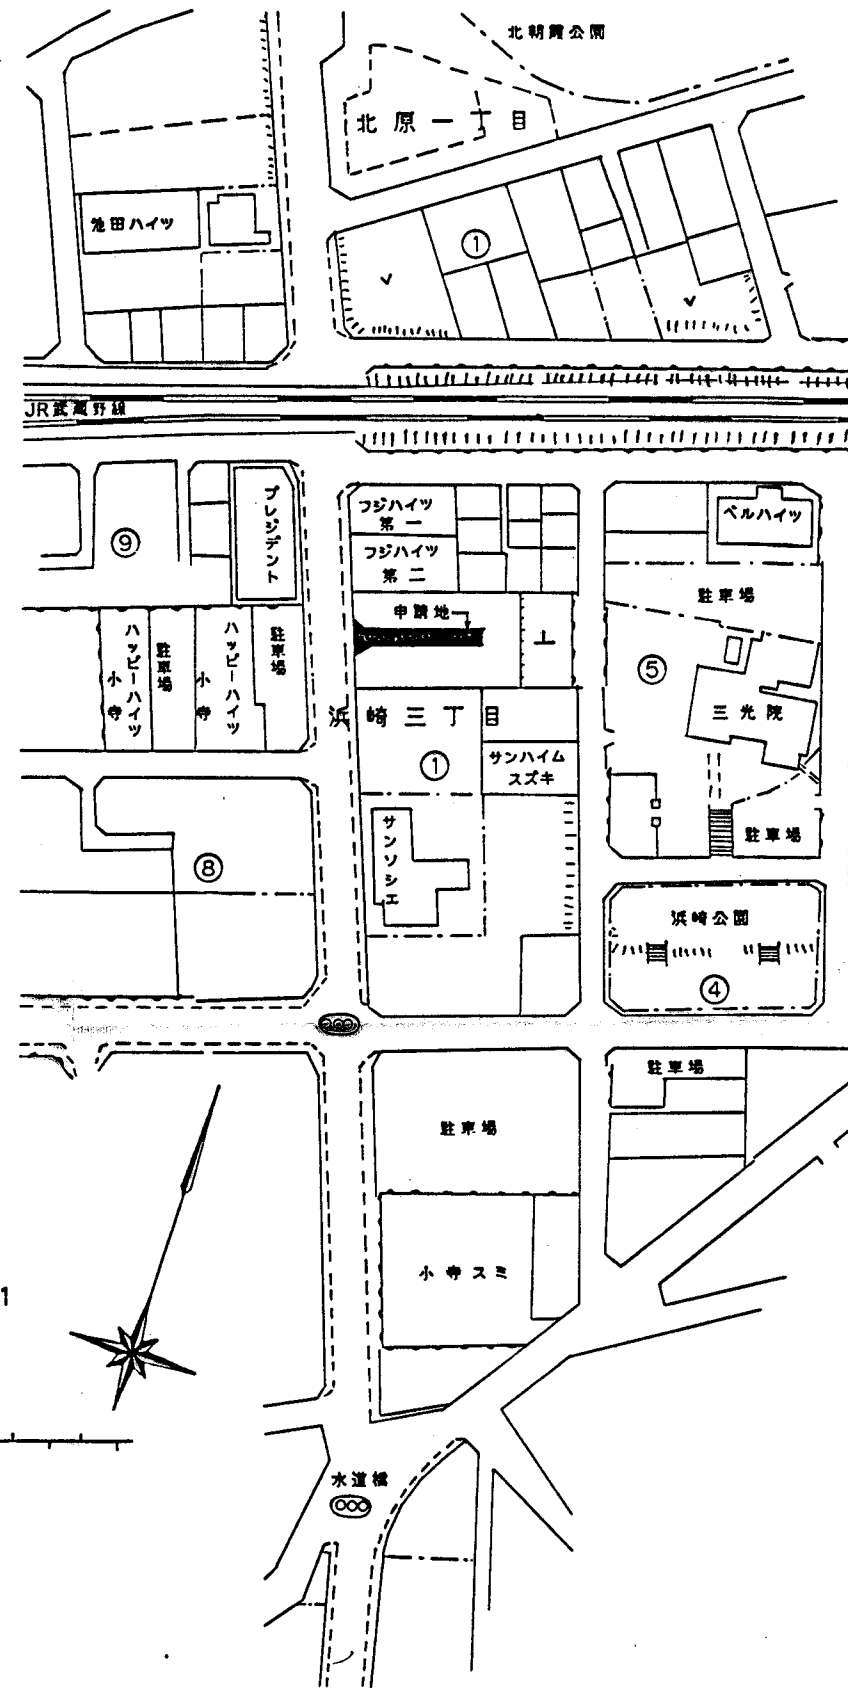 北朝霞公園
北原一丁目
池田ハイツ
①
JR武蔵野線
⑨
プレジデント
フジハイツ
第一
フジハイツ
第二
ベルハイツ
駐車場
申請地
ハッピーハイツ
小寺
駐車場
ハッピーハイツ
小寺
駐車場
⑤
三光院
浜崎三丁目
①
サンハイム
スズキ
サンソシエ
駐車場
⑧
浜崎公園
④
駐車場
駐車場
小寺スミ
1
水道橋